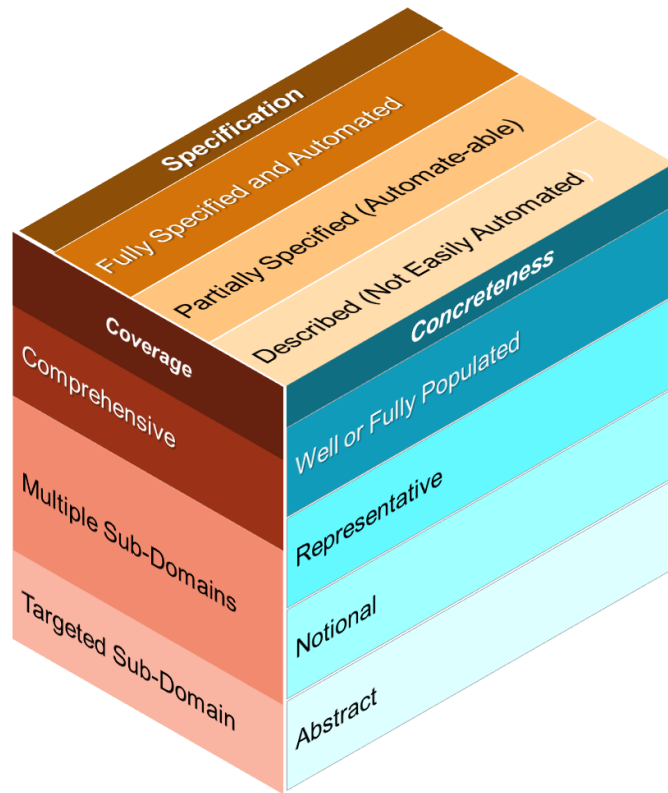 Specification
Fully Specified and Automated
Partially Specified (Automate-able)
Described (Not Easily Automated)
Coverage
Comprehensive
Multiple Sub-Domains
Targeted Sub-Domain
Concreteness
Well or Fully Populated
Representative
Notional
Abstract